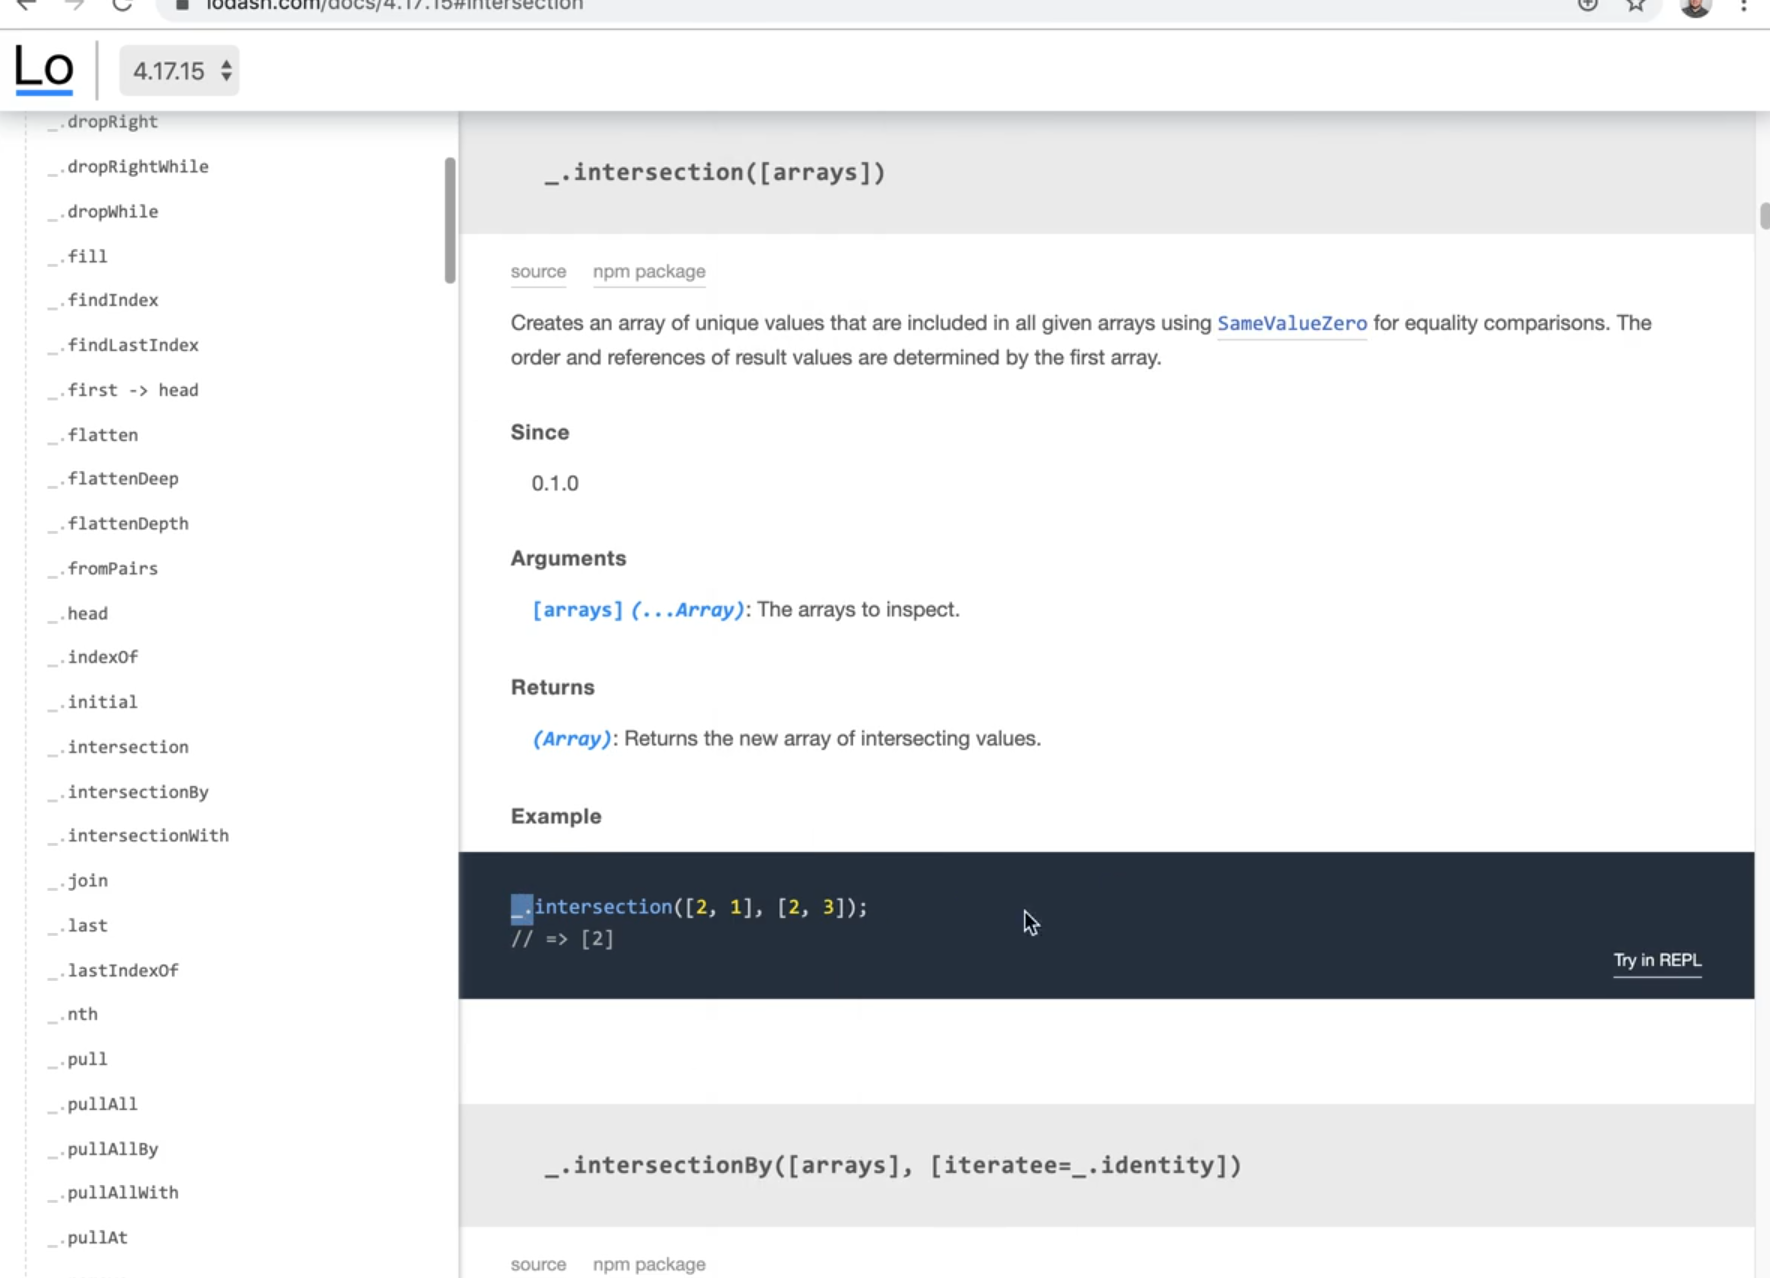 lodash.com/docs/4.17.15#intersection
Lo
4.17.15
_.dropRight
_.dropRightWhile
_.dropWhile
_.fill
_.findIndex
_.findLastIndex
_.first -> head
_.flatten
_.flattenDeep
_.flattenDepth
_.fromPairs
_.head
_.indexOf
_.initial
_.intersection
_.intersectionBy
_.intersectionWith
_.join
_.last
_.lastIndexOf
_.nth
_.pull
_.pullAll
_.pullAllBy
_.pullAllWith
_.pullAt
_.intersection([arrays])
source npm package
Creates an array of unique values that are included in all given arrays using SameValueZero for equality comparisons. The
order and references of result values are determined by the first array.
Since
0.1.0
Arguments
[arrays] (...Array): The arrays to inspect.
Returns
(Array): Returns the new array of intersecting values.
Example
_.intersection([2, 1], [2, 3]);
// => [2]
Try in REPL
_.intersectionBy([arrays], [iteratee=_.identity])
source npm package